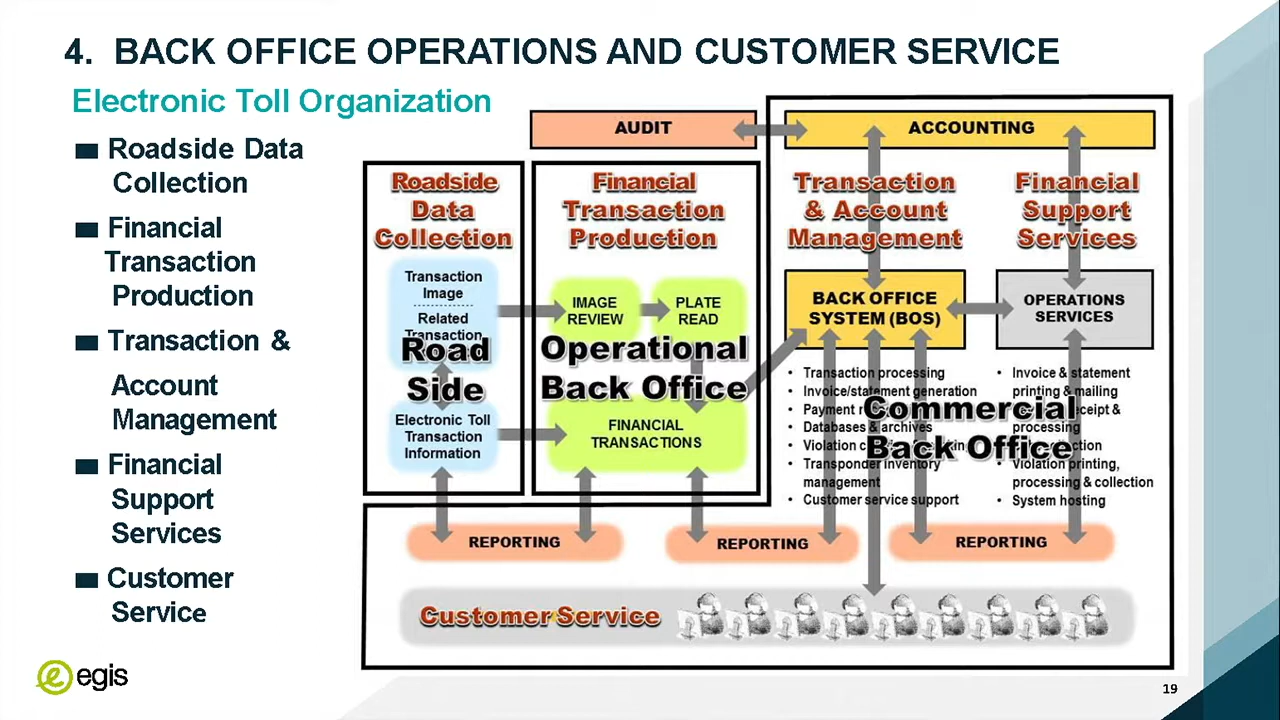 4. BACK OFFICE OPERATIONS AND CUSTOMER SERVICE
Electronic Toll Organization
Roadside Data
Collection
Financial
Transaction
Production
Transaction &
Account
Management
Financial
Support
Services
Customer
Service
AUDIT
ACCOUNTING
Roadside
Data
Collection
Transaction
Image
Related
Transaction
Road
Side
Electronic Toll
Transaction
Information
Financial
Transaction
Production
IMAGE
REVIEW
PLATE
READ
Operational
Back Office
FINANCIAL
TRANSACTIONS
Transaction
& Account
Management
Financial
Support
Services
BACK OFFICE
SYSTEM (BOS)
OPERATIONS
SERVICES
• Transaction processing
• Invoice/statement generation
• Payment
• Databases & archives
• Violation
• Transponder inventory
management
• Customer service support
• Invoice & statement
printing & mailing
receipt &
processing
• Violation printing,
processing & collection
• System hosting
Commercial
Back Office
REPORTING
REPORTING
REPORTING
Customer Service
egis
19